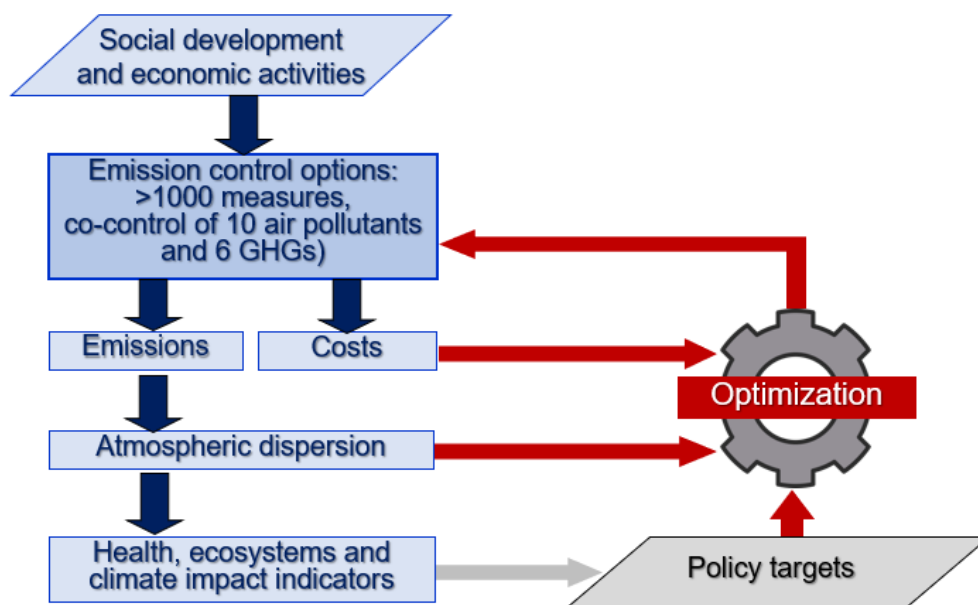 Social development
and economic activities
Emission control options:
>1000 measures,
co-control of 10 air pollutants
and 6 GHGs)
Emissions
Costs
Optimization
Atmospheric dispersion
Health, ecosystems and
climate impact indicators
Policy targets